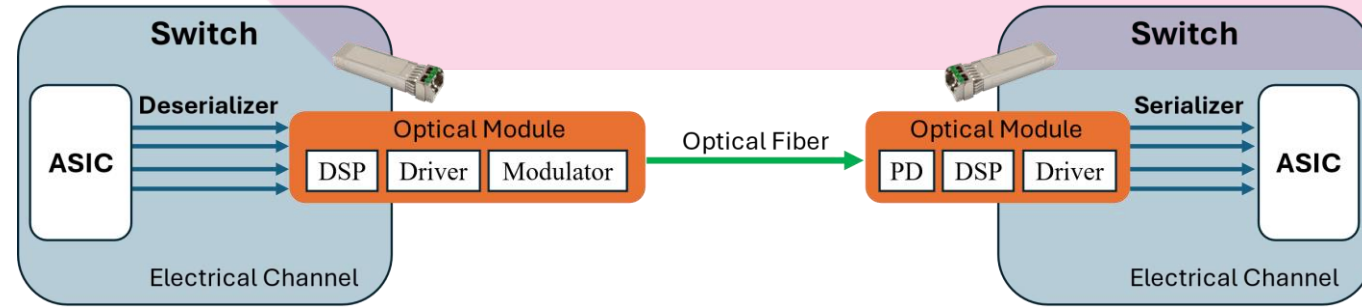 Switch
Switch
Deserializer
Serializer
ASIC
Optical Module
DSP
Driver
Modulator
Optical Fiber
Optical Module
PD
DSP
Driver
ASIC
Electrical Channel
Electrical Channel